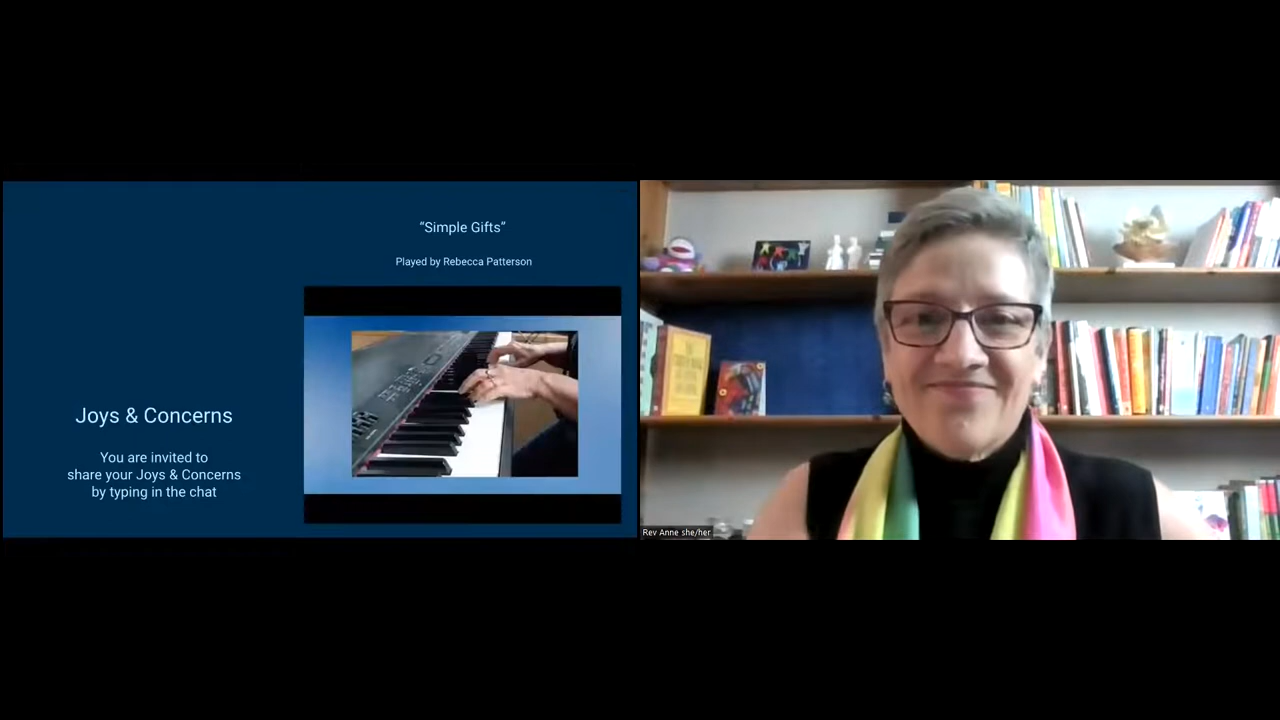 “Simple Gifts”
Played by Rebecca Patterson
Joys & Concerns
You are invited to
share your Joys & Concerns
by typing in the chat
Rev Anne she/her